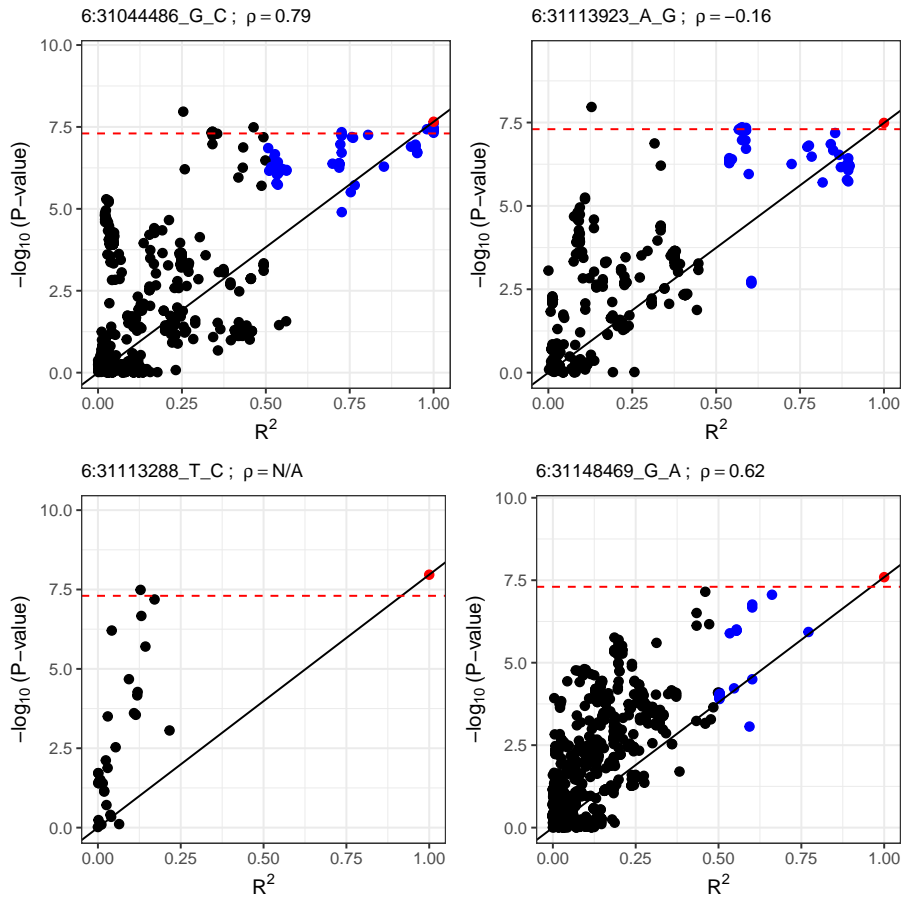 6:31044486_G_C ; ρ = 0.79
10.0
7.5
5.0
2.5
0.0
−log10 (P−value)
0.00 0.25 0.50 0.75 1.00
R2
6:31113923_A_G ; ρ = −0.16
7.5
5.0
2.5
0.0
−log10 (P−value)
0.00 0.25 0.50 0.75 1.00
R2
6:31113288_T_C ; ρ = N/A
10.0
7.5
5.0
2.5
0.0
−log10 (P−value)
0.00 0.25 0.50 0.75 1.00
R2
6:31148469_G_A ; ρ = 0.62
10.0
7.5
5.0
2.5
0.0
−log10 (P−value)
0.00 0.25 0.50 0.75 1.00
R2